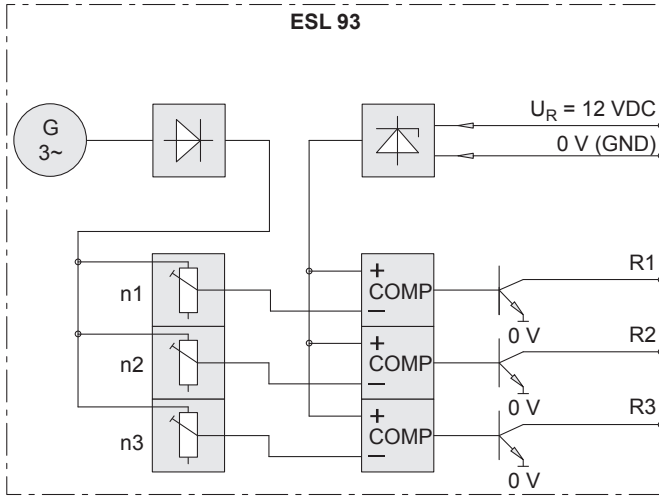 ESL 93
G
3~
U_R = 12 VDC
0 V (GND)
n1
+
COMP
–
R1
0 V
n2
+
COMP
–
R2
0 V
n3
+
COMP
–
R3
0 V